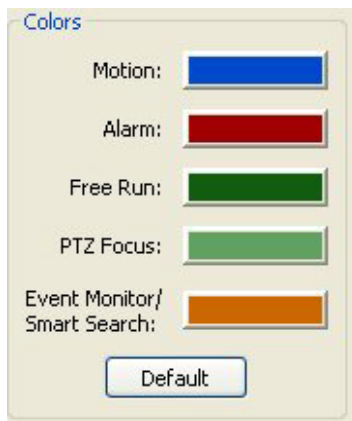 Colors
Motion:
Alarm:
Free Run:
PTZ Focus:
Event Monitor/
Smart Search:
Default